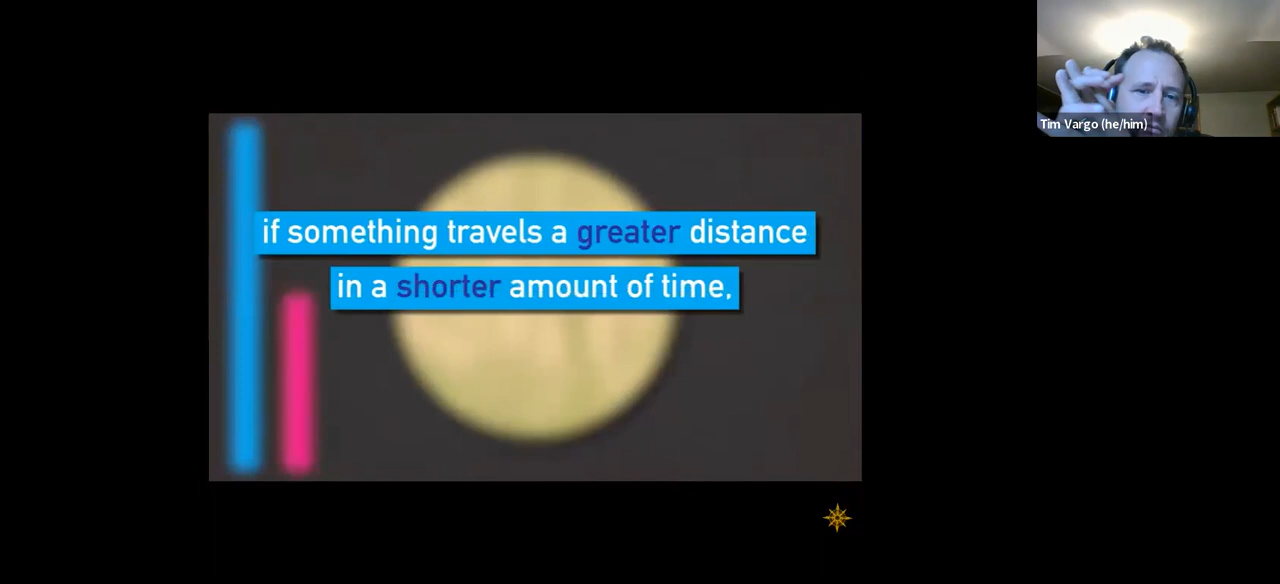 if something travels a greater distance
in a shorter amount of time,
Tim Vargo (he/him)